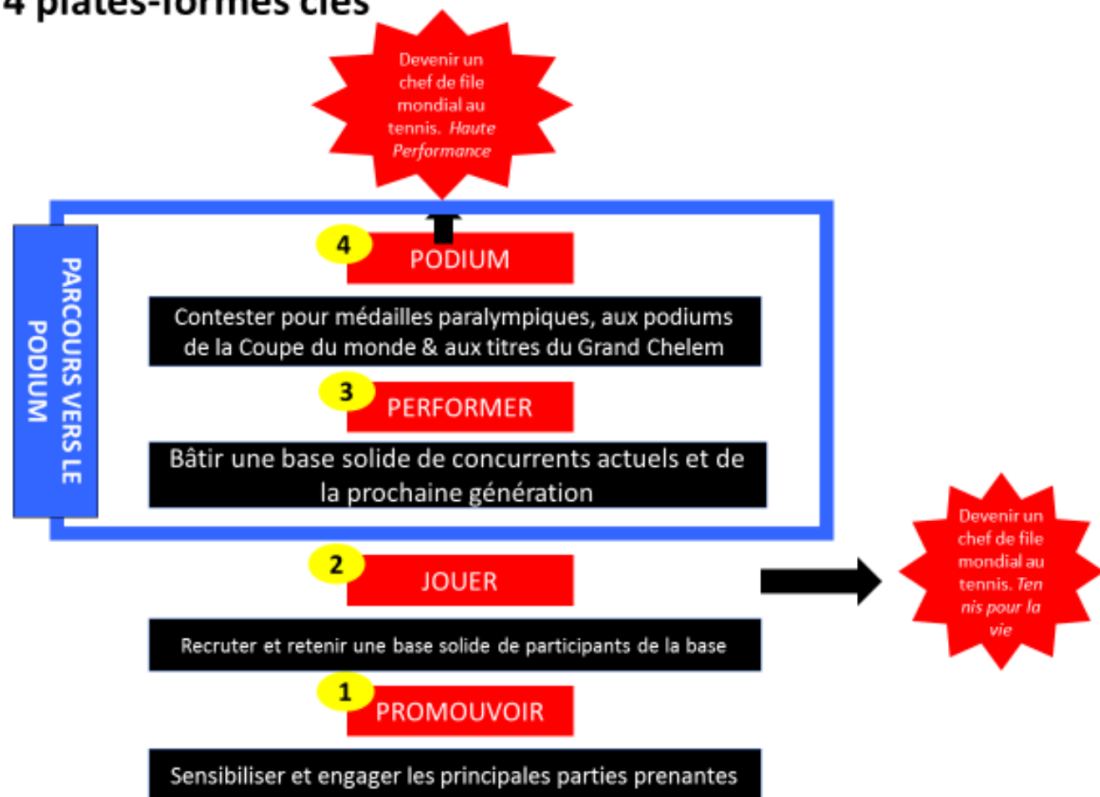 4 plates-formes clés
Devenir un
chef de file
mondial au
tennis. Haute
Performance
4
PODIUM
Contester pour médailles paralympiques, aux podiums
de la Coupe du monde & aux titres du Grand Chelem
3
PERFORMER
Bâtir une base solide de concurrents actuels et de
la prochaine génération
PARCOURS VERS LE
PODIUM
2
JOUER
Recruter et retenir une base solide de participants de la base
Devenir un
chef de file
mondial au
tennis. Ten
nis pour la
vie
1
PROMOUVOIR
Sensibiliser et engager les principales parties prenantes